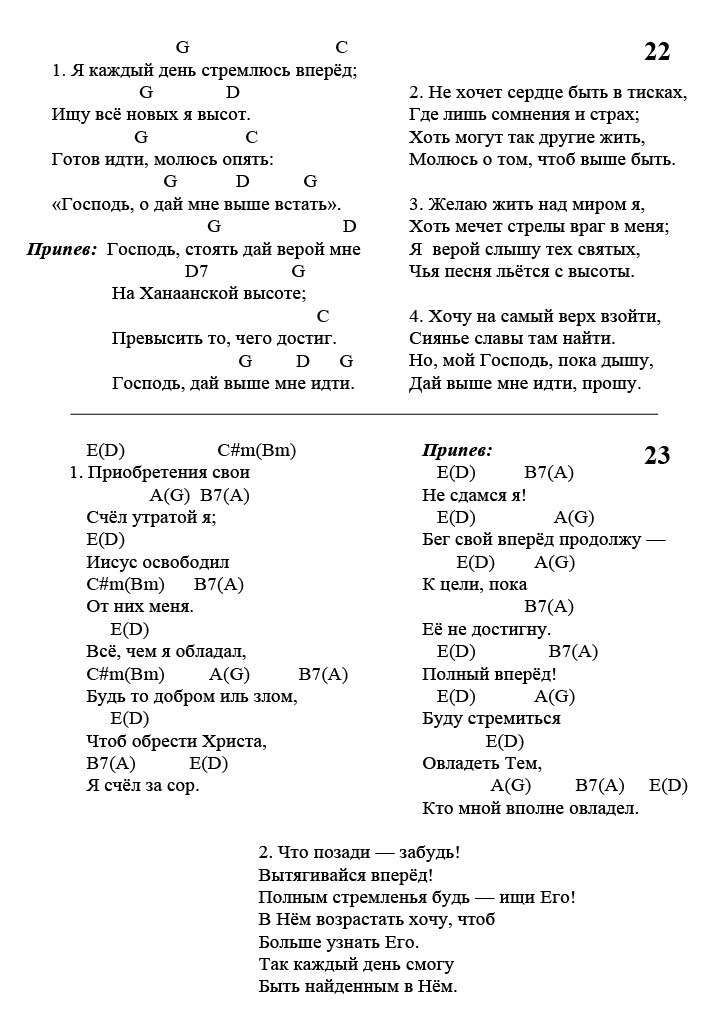 22
G C
1. Я каждый день стремлюсь вперёд;
G D
Ищу всё новых я высот.
G C
Готов идти, молюсь опять:
G D G
«Господь, о дай мне выше встать».
G D
Припев: Господь, стоять дай верой мне
D7 G
На Ханаанской высоте;
C
Превысить то, чего достиг.
G D G
Господь, дай выше мне идти.
2. Не хочет сердце быть в тисках,
Где лишь сомнения и страх;
Хоть могут так другие жить,
Молюсь о том, чтоб выше быть.
3. Желаю жить над миром я,
Хоть мечет стрелы враг в меня;
Я верой слышу тех святых,
Чья песня льётся с высоты.
4. Хочу на самый верх взойти,
Сиянье славы там найти.
Но, мой Господь, пока дышу,
Дай выше мне идти, прошу.
23
E(D) C#m(Bm)
1. Приобретения свои
A(G) B7(A)
Счёл утратой я;
E(D)
Иисус освободил
C#m(Bm) B7(A)
От них меня.
E(D)
Всё, чем я обладал,
C#m(Bm) A(G) B7(A)
Будь то добром иль злом,
E(D)
Чтоб обрести Христа,
B7(A) E(D)
Я счёл за сор.
Припев:
E(D) B7(A)
Не сдамся я!
E(D) A(G)
Бег свой вперёд продолжу —
E(D) A(G)
К цели, пока
B7(A)
Её не достигну.
E(D) B7(A)
Полный вперёд!
E(D) A(G)
Буду стремиться
E(D)
Овладеть Тем,
A(G) B7(A) E(D)
Кто мной вполне овладел.
2. Что позади — забудь!
Вытягивайся вперёд!
Полным стремленья будь — ищи Его!
В Нём возрастать хочу, чтоб
Больше узнать Его.
Так каждый день смогу
Быть найденным в Нём.